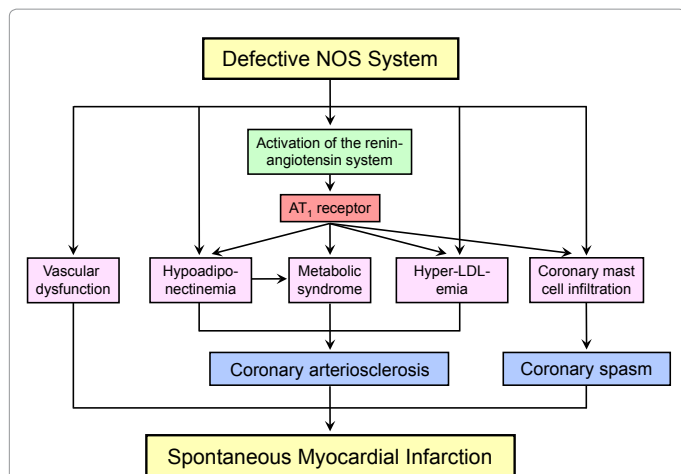 Defective NOS System
Activation of the renin-
angiotensin system
AT₁ receptor
Vascular
dysfunction
Hypoadipo-
nectinemia
Metabolic
syndrome
Hyper-LDL-
emia
Coronary mast
cell infiltration
Coronary arteriosclerosis
Coronary spasm
Spontaneous Myocardial Infarction